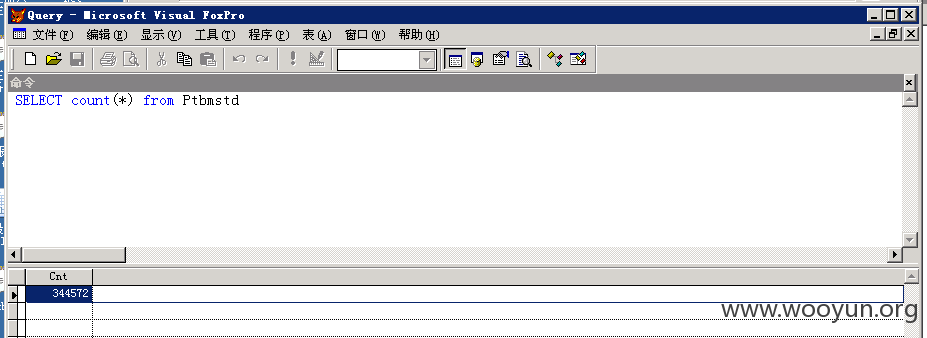 Query - Microsoft Visual FoxPro
文件(F) 编辑(E) 显示(V) 工具(T) 程序(P) 表(A) 窗口(W) 帮助(H)
命令
SELECT count(*) from Ptbmstd
Cnt
344572
www.wooyun.org